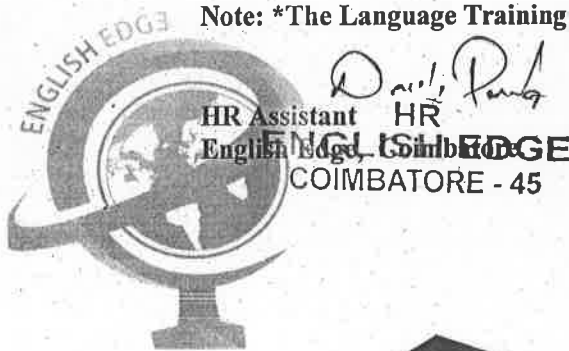 Note: *The Language Training
ENGLISH EDGE
HR Assistant HR
English Edge, Coimbatore
ENGLISH EDGE
COIMBATORE - 45